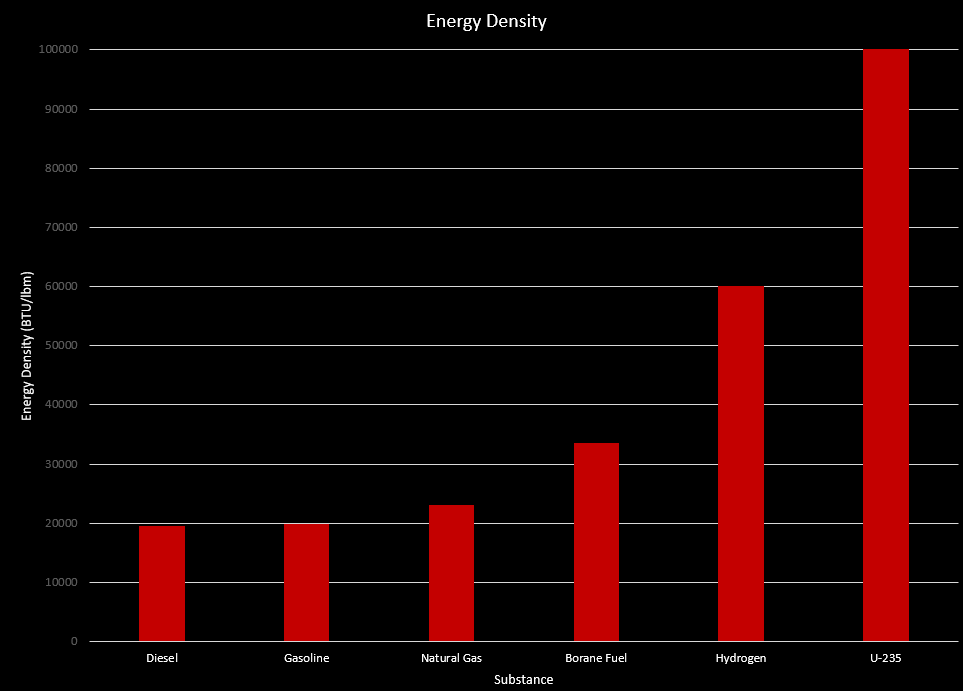 Energy Density
100000
90000
80000
70000
60000
50000
40000
30000
20000
10000
0
Energy Density (BTU/lbm)
Diesel Gasoline Natural Gas Borane Fuel Hydrogen U-235
Substance